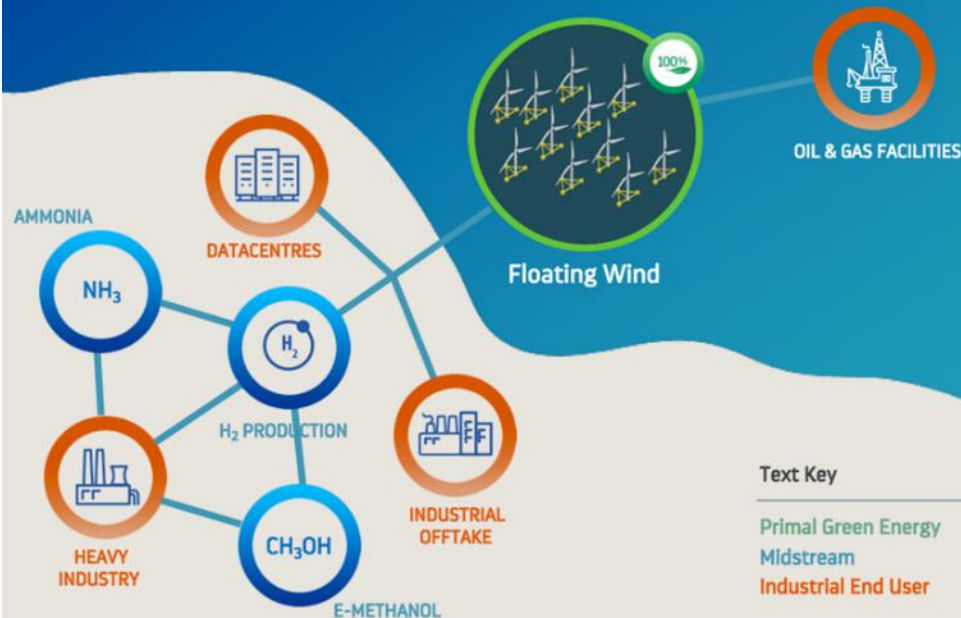 100%
OIL & GAS FACILITIES
Floating Wind
DATACENTRES
AMMONIA
NH₃
H₂
H₂ PRODUCTION
INDUSTRIAL
OFFTAKE
HEAVY
INDUSTRY
CH₃OH
E-METHANOL
Text Key
Primal Green Energy
Midstream
Industrial End User